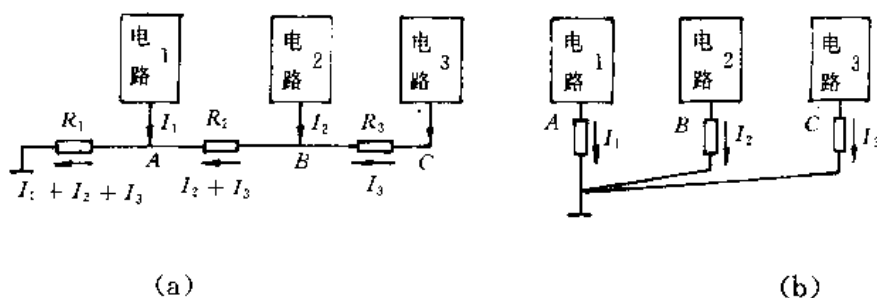 电路 1
电路 2
电路 3
R₁
I₁
R₂
I₂
R₃
A
B
C
I₁ + I₂ + I₃
I₂ + I₃
I₃
(a)
电路 1
电路 2
电路 3
A
I₁
B
I₂
C
I₃
(b)